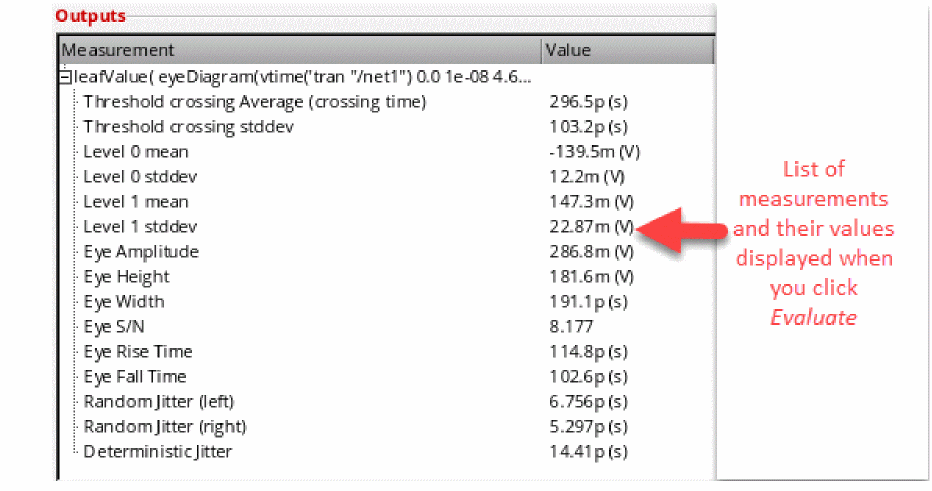 Outputs
Measurement Value
leafValue( eyeDiagram(vtime('tran "/net1") 0.0 1e-08 4.6...
Threshold crossing Average (crossing time) 296.5p (s)
Threshold crossing stddev 103.2p (s)
Level 0 mean -139.5m (V)
Level 0 stddev 12.2m (V)
Level 1 mean 147.3m (V)
Level 1 stddev 22.87m (V)
Eye Amplitude 286.8m (V)
Eye Height 181.6m (V)
Eye Width 191.1p (s)
Eye S/N 8.177
Eye Rise Time 114.8p (s)
Eye Fall Time 102.6p (s)
Random Jitter (left) 6.756p (s)
Random Jitter (right) 5.297p (s)
Deterministic Jitter 14.41p (s)
List of
measurements
and their values
displayed when
you click
Evaluate